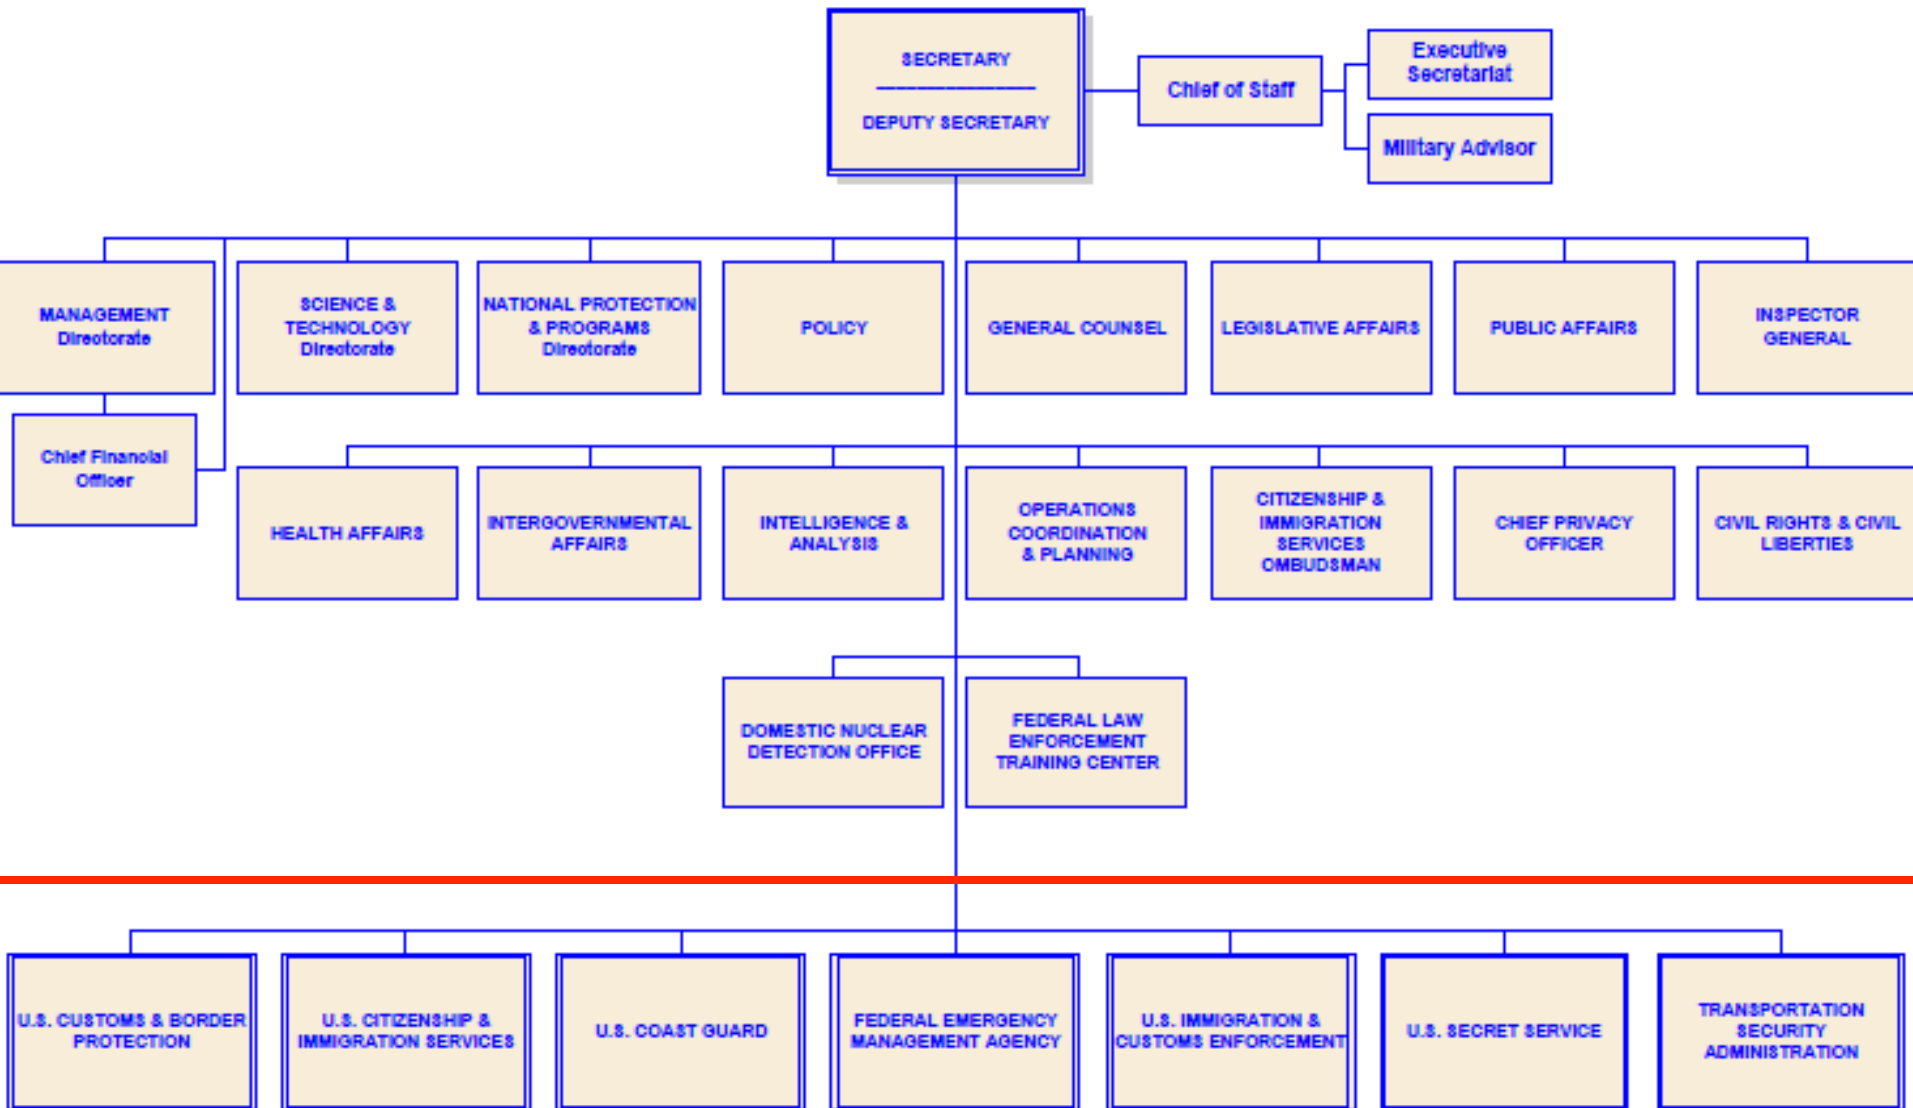 SECRETARY
----------------
DEPUTY SECRETARY
Chief of Staff
Executive
Secretariat
Military Advisor
MANAGEMENT
Directorate
SCIENCE &
TECHNOLOGY
Directorate
NATIONAL PROTECTION
& PROGRAMS
Directorate
POLICY
GENERAL COUNSEL
LEGISLATIVE AFFAIRS
PUBLIC AFFAIRS
INSPECTOR
GENERAL
Chief Financial
Officer
HEALTH AFFAIRS
INTERGOVERNMENTAL
AFFAIRS
INTELLIGENCE &
ANALYSIS
OPERATIONS
COORDINATION
& PLANNING
CITIZENSHIP &
IMMIGRATION
SERVICES
OMBUDSMAN
CHIEF PRIVACY
OFFICER
CIVIL RIGHTS & CIVIL
LIBERTIES
DOMESTIC NUCLEAR
DETECTION OFFICE
FEDERAL LAW
ENFORCEMENT
TRAINING CENTER
U.S. CUSTOMS & BORDER
PROTECTION
U.S. CITIZENSHIP &
IMMIGRATION SERVICES
U.S. COAST GUARD
FEDERAL EMERGENCY
MANAGEMENT AGENCY
U.S. IMMIGRATION &
CUSTOMS ENFORCEMENT
U.S. SECRET SERVICE
TRANSPORTATION
SECURITY
ADMINISTRATION